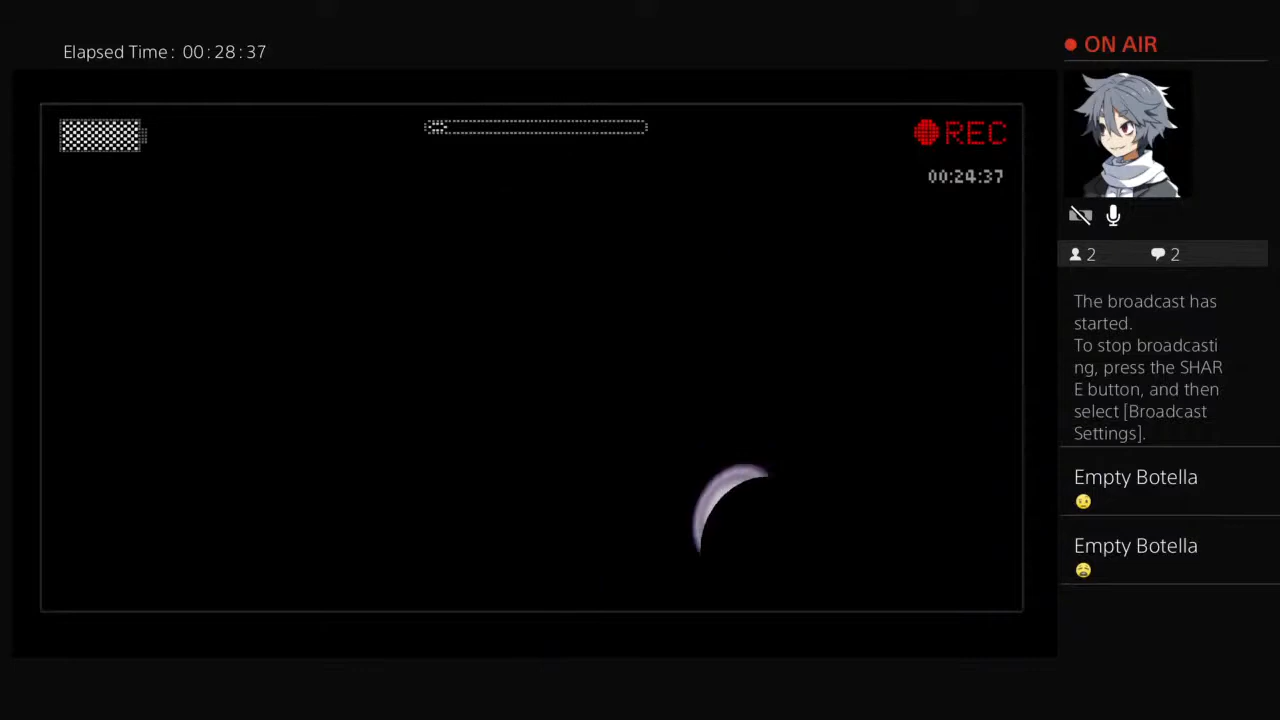 Elapsed Time: 00:28:37
ON AIR
REC
00:24:37
2 2
The broadcast has
started.
To stop broadcasti
ng, press the SHAR
E button, and then
select [Broadcast
Settings].
Empty Botella
Empty Botella